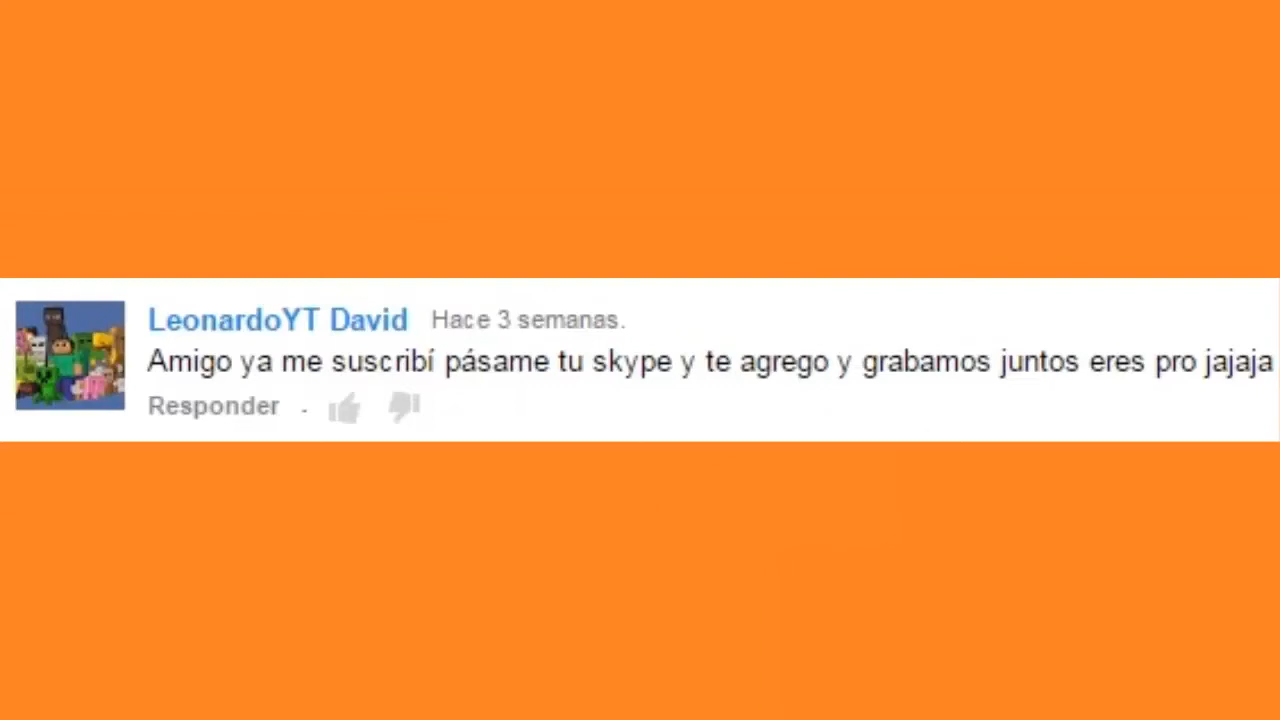 LeonardoYT David Hace 3 semanas.
Amigo ya me suscribí pásame tu skype y te agrego y grabamos juntos eres pro jajaja
Responder .